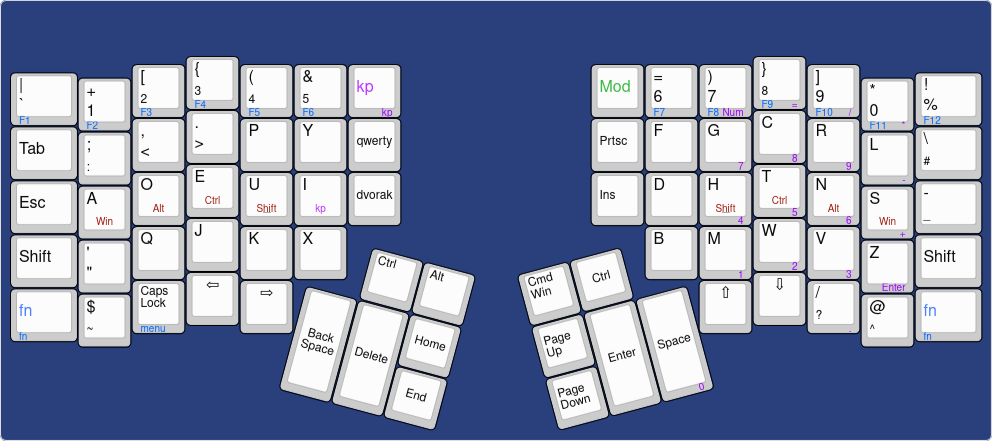 |
`
F1
+
1
F2
[
2
F3
{
3
F4
(
4
F5
&
5
F6
kp
kp
Tab
;
:
,
<
.
>
P
Y
qwerty
Esc
A
Win
O
Alt
E
Ctrl
U
Shift
I
kp
dvorak
Shift
'
"
Q
J
K
X
fn
fn
$
~
Caps
Lock
menu
⇦
⇨
Ctrl
Alt
Back
Space
Delete
Home
End
Mod
=
6
F7
)
7
F8 Num
}
8
F9 =
]
9
F10 /
*
0
F11 *
!
%
F12
Prtsc
F
G
7
C
8
R
9
L
-
\
#
Ins
D
H
Shift
4
T
Ctrl
5
N
Alt
6
S
Win
+
-
_
B
M
1
W
2
V
3
Z
Enter
Shift
⇧
⇩
/
?
.
@
^
fn
fn
Cmd
Win
Ctrl
Page
Up
Enter
Space
0
Page
Down